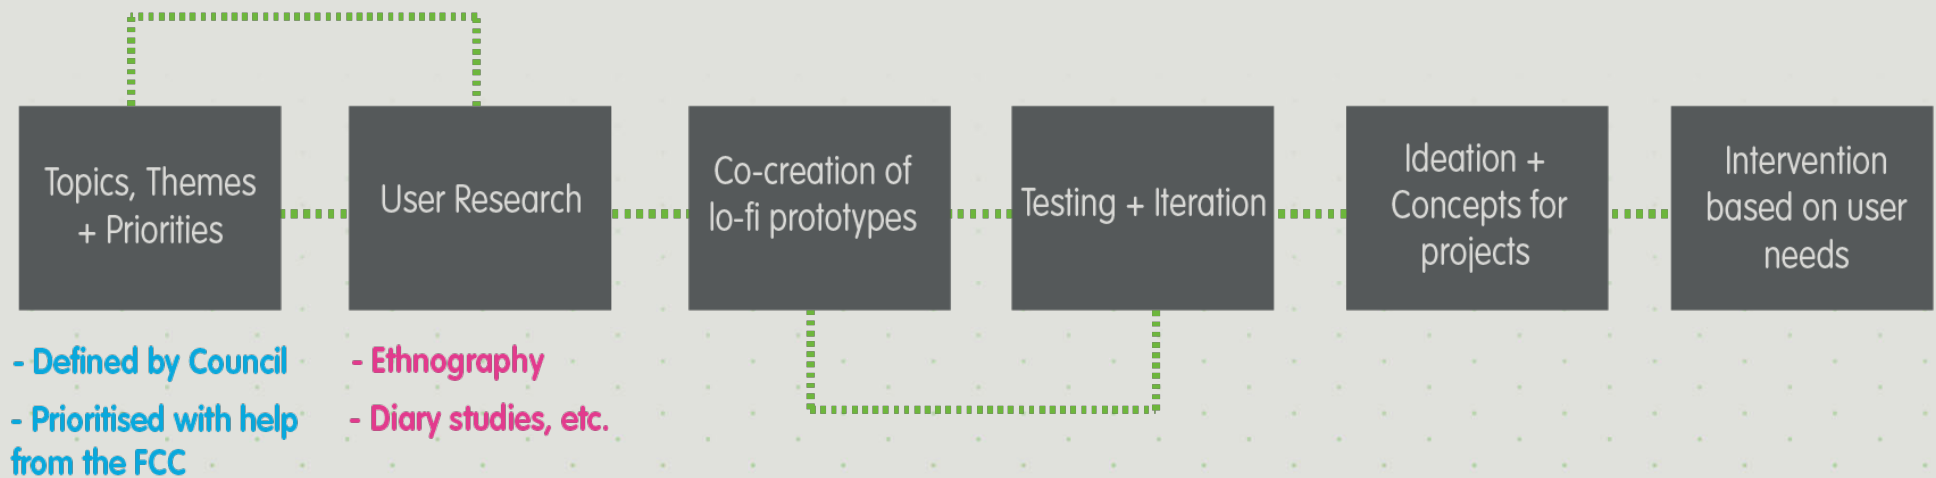 Topics, Themes
+ Priorities
User Research
Co-creation of
lo-fi prototypes
Testing + Iteration
Ideation +
Concepts for
projects
Intervention
based on user
needs
- Defined by Council
- Prioritised with help
from the FCC
- Ethnography
- Diary studies, etc.